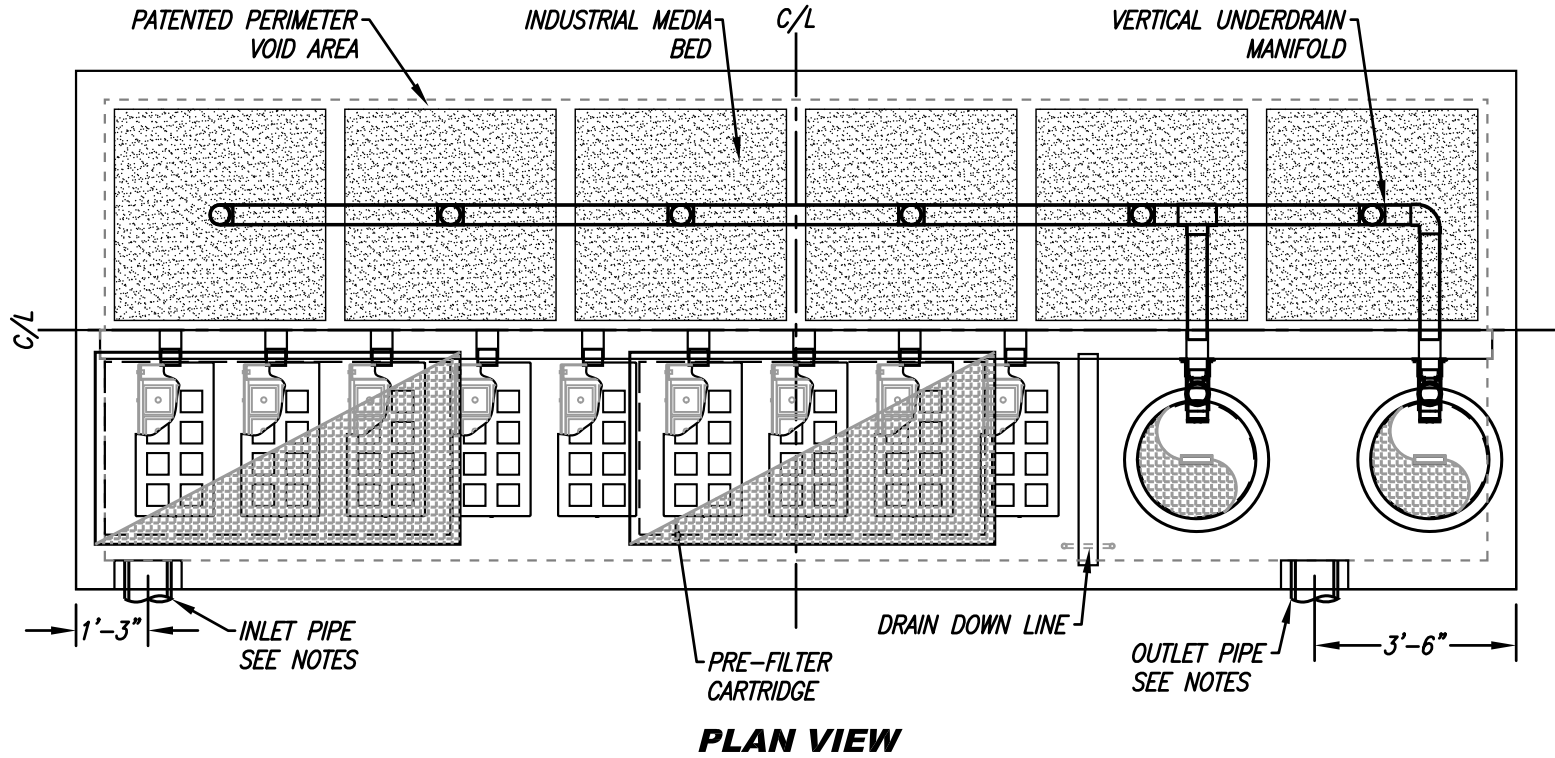 PATENTED PERIMETER
VOID AREA
INDUSTRIAL MEDIA
BED
C/L
VERTICAL UNDERDRAIN
MANIFOLD
C/L
1'-3"
INLET PIPE
SEE NOTES
PRE-FILTER
CARTRIDGE
DRAIN DOWN LINE
OUTLET PIPE
SEE NOTES
3'-6"
PLAN VIEW